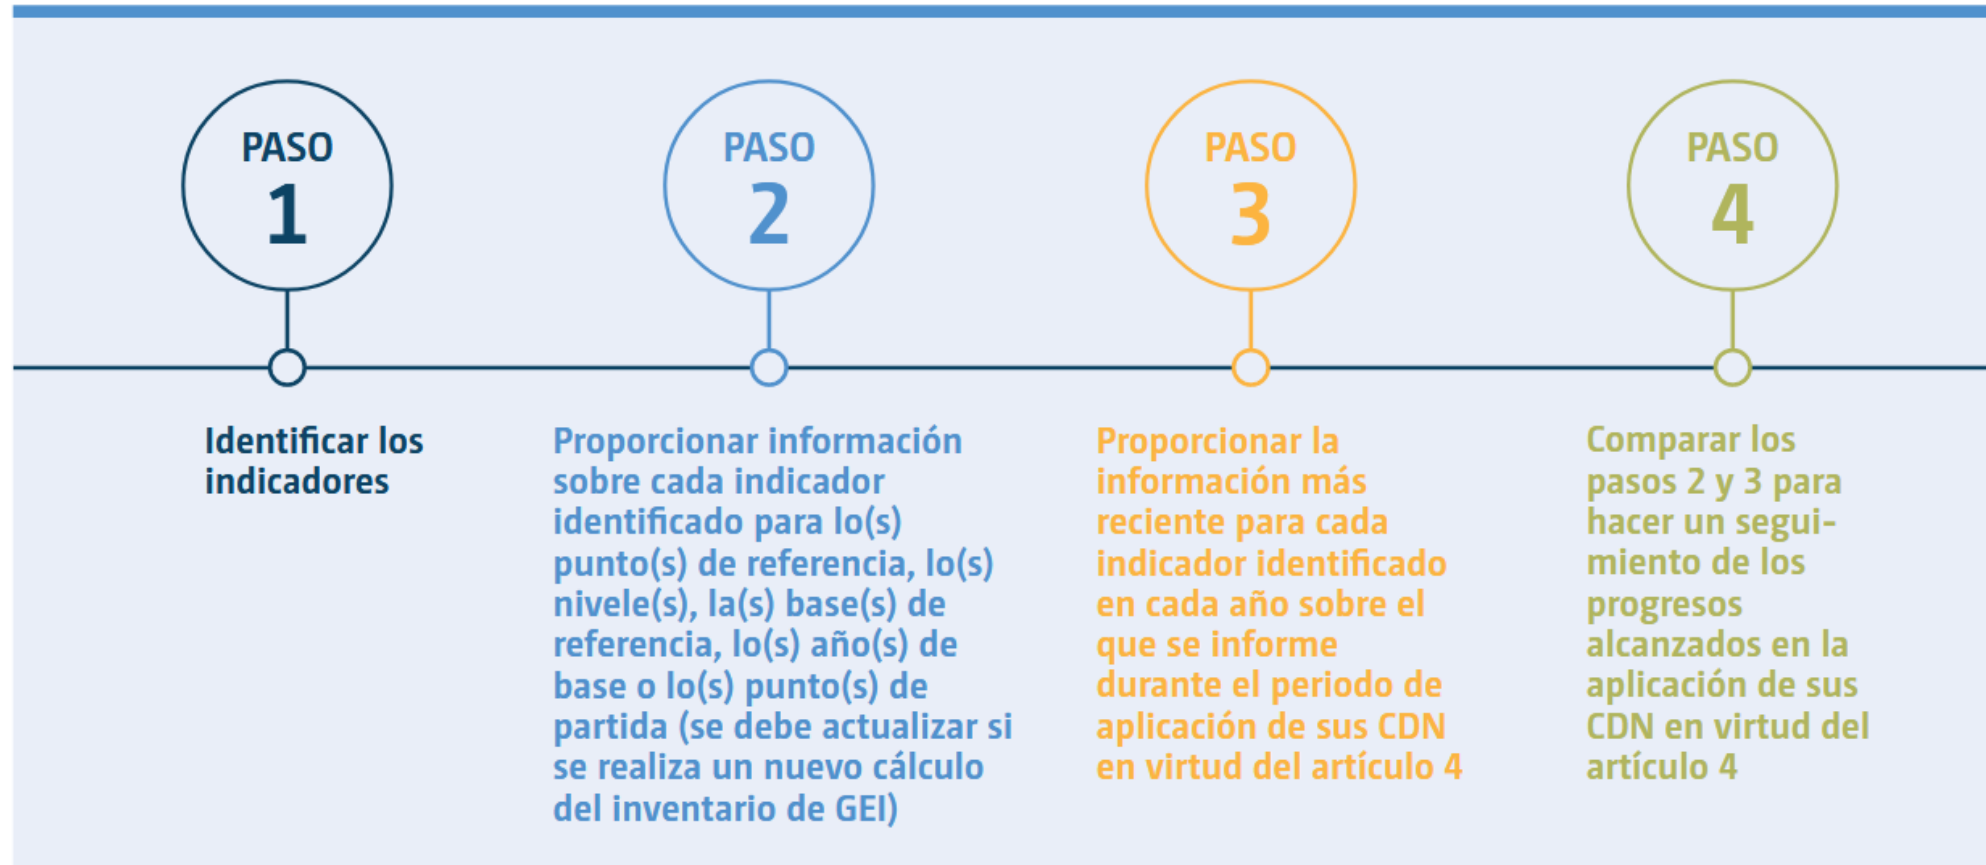 PASO
1
Identificar los
indicadores
PASO
2
Proporcionar información
sobre cada indicador
identificado para lo(s)
punto(s) de referencia, lo(s)
nivele(s), la(s) base(s) de
referencia, lo(s) año(s) de
base o lo(s) punto(s) de
partida (se debe actualizar si
se realiza un nuevo cálculo
del inventario de GEI)
PASO
3
Proporcionar la
información más
reciente para cada
indicador identificado
en cada año sobre el
que se informe
durante el periodo de
aplicación de sus CDN
en virtud del artículo 4
PASO
4
Comparar los
pasos 2 y 3 para
hacer un segui-
miento de los
progresos
alcanzados en la
aplicación de sus
CDN en virtud del
artículo 4